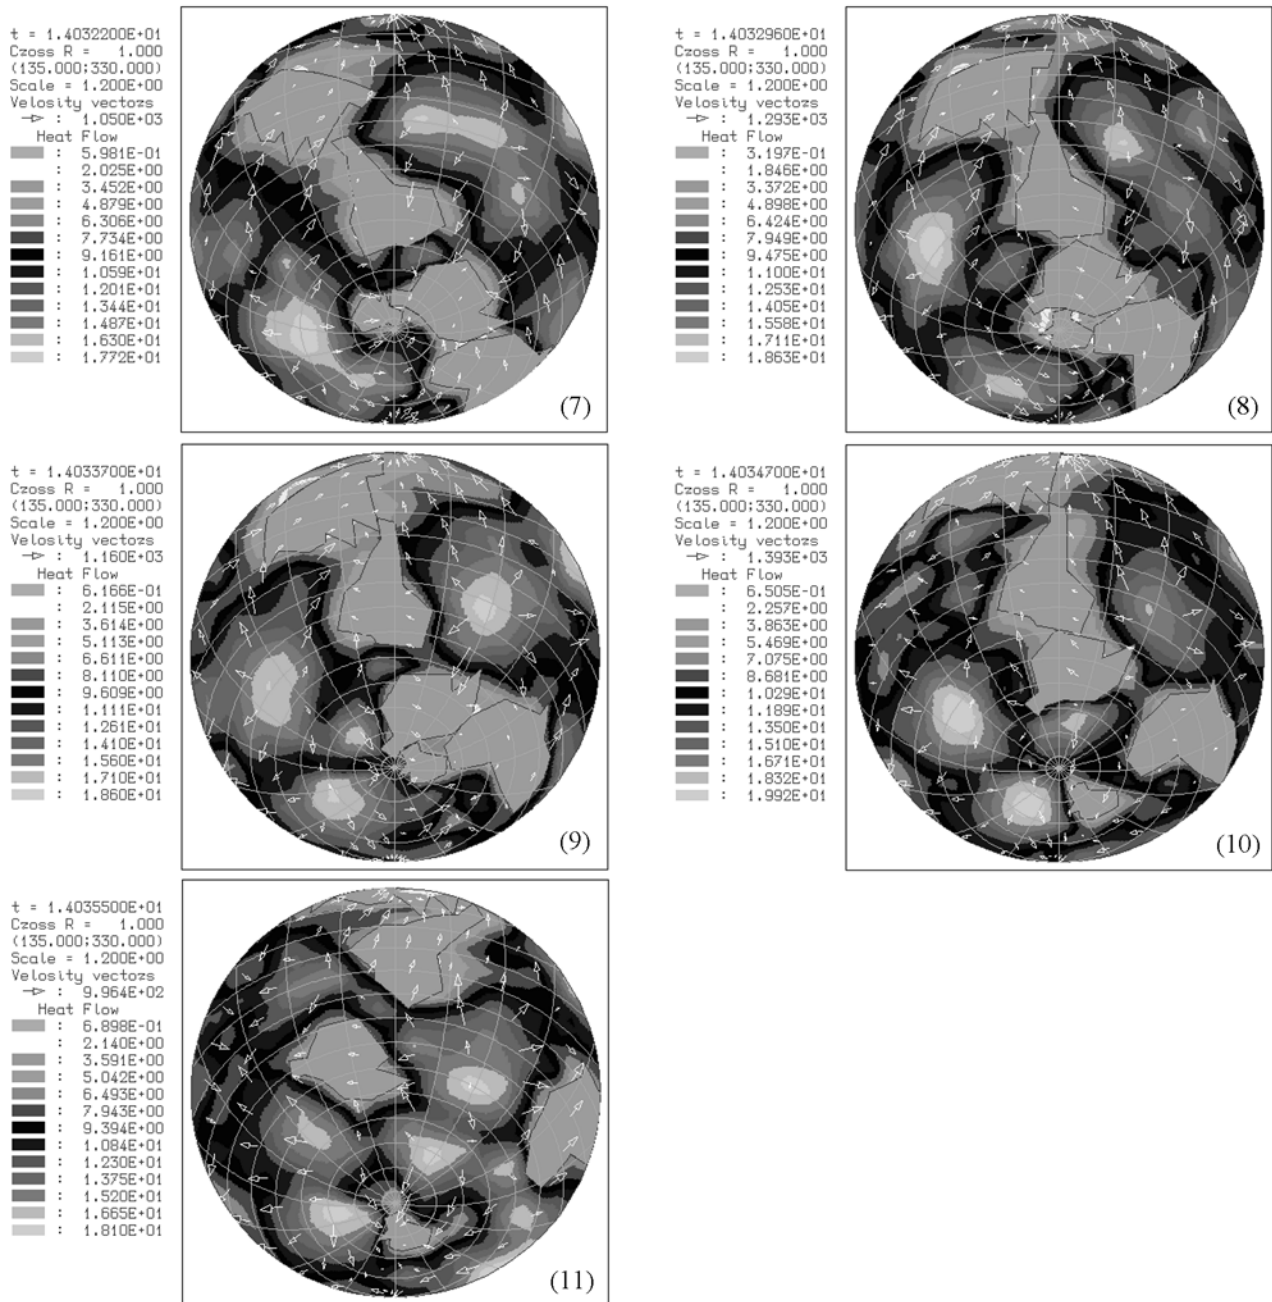 t = 1.4032200E+01
Czoss R =   1.000
(135.000;330.000)
Scale = 1.200E+00
Velosity vectozs
: 1.050E+03
Heat Flow
: 5.981E-01
: 2.025E+00
: 3.452E+00
: 4.879E+00
: 6.306E+00
: 7.734E+00
: 9.161E+00
: 1.059E+01
: 1.201E+01
: 1.344E+01
: 1.487E+01
: 1.630E+01
: 1.772E+01
(7)
t = 1.4032960E+01
Czoss R =   1.000
(135.000;330.000)
Scale = 1.200E+00
Velosity vectozs
: 1.293E+03
Heat Flow
: 3.197E-01
: 1.846E+00
: 3.372E+00
: 4.898E+00
: 6.424E+00
: 7.949E+00
: 9.475E+00
: 1.100E+01
: 1.253E+01
: 1.405E+01
: 1.558E+01
: 1.711E+01
: 1.863E+01
(8)
t = 1.4033700E+01
Czoss R =   1.000
(135.000;330.000)
Scale = 1.200E+00
Velosity vectozs
: 1.160E+03
Heat Flow
: 6.166E-01
: 2.115E+00
: 3.614E+00
: 5.113E+00
: 6.611E+00
: 8.110E+00
: 9.609E+00
: 1.111E+01
: 1.261E+01
: 1.410E+01
: 1.560E+01
: 1.710E+01
: 1.860E+01
(9)
t = 1.4034700E+01
Czoss R =   1.000
(135.000;330.000)
Scale = 1.200E+00
Velosity vectozs
: 1.393E+03
Heat Flow
: 6.505E-01
: 2.257E+00
: 3.863E+00
: 5.469E+00
: 7.075E+00
: 8.681E+00
: 1.029E+01
: 1.189E+01
: 1.350E+01
: 1.510E+01
: 1.671E+01
: 1.832E+01
: 1.992E+01
(10)
t = 1.4035500E+01
Czoss R =   1.000
(135.000;330.000)
Scale = 1.200E+00
Velosity vectozs
: 9.964E+02
Heat Flow
: 6.898E-01
: 2.140E+00
: 3.591E+00
: 5.042E+00
: 6.493E+00
: 7.943E+00
: 9.394E+00
: 1.084E+01
: 1.230E+01
: 1.375E+01
: 1.520E+01
: 1.665E+01
: 1.810E+01
(11)